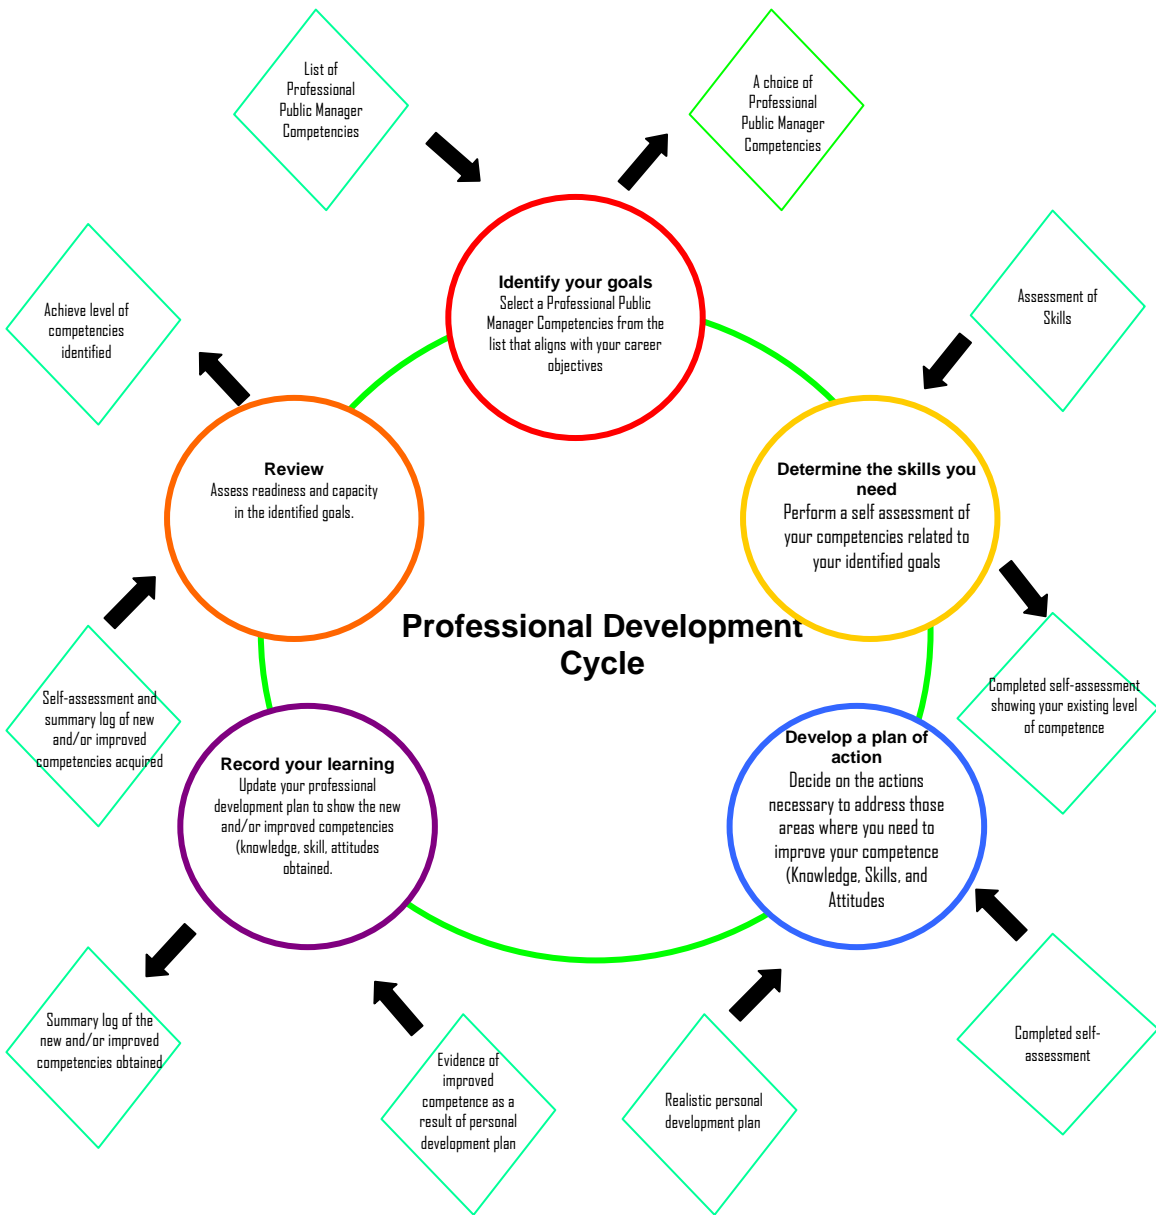 List of
Professional
Public Manager
Competencies
A choice of
Professional
Public Manager
Competencies
Identify your goals
Select a Professional Public
Manager Competencies from the
list that aligns with your career
objectives
Achieve level of
competencies
identified
Assessment of
Skills
Review
Assess readiness and capacity
in the identified goals.
Determine the skills you
need
Perform a self assessment of
your competencies related to
your identified goals
Professional Development
Cycle
Self-assessment and
summary log of new
and/or improved
competencies acquired
Completed self-assessment
showing your existing level
of competence
Record your learning
Update your professional
development plan to show the new
and/or improved competencies
(knowledge, skill, attitudes
obtained.
Develop a plan of
action
Decide on the actions
necessary to address those
areas where you need to
improve your competence
(Knowledge, Skills, and
Attitudes
Summary log of the
new and/or improved
competencies obtained
Evidence of
improved
competence as a
result of personal
development plan
Realistic personal
development plan
Completed self-
assessment